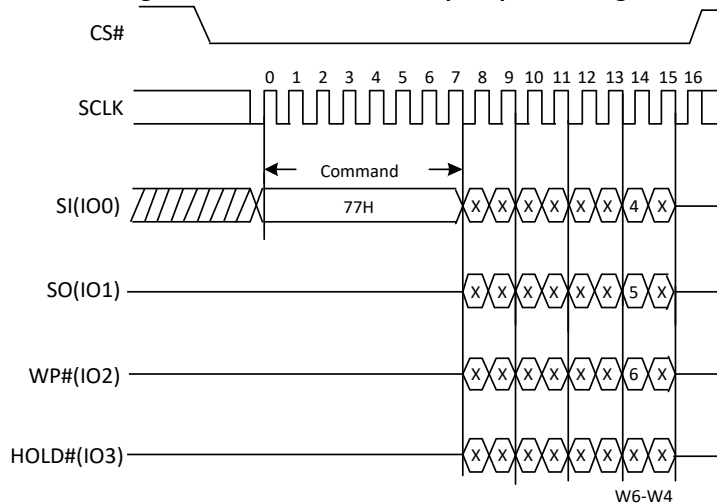 CS#
0 1 2 3 4 5 6 7 8 9 10 11 12 13 14 15 16
SCLK
Command
SI(IO0) 77H X X X X X X 4 X
SO(IO1) X X X X X X 5 X
WP#(IO2) X X X X X X 6 X
HOLD#(IO3) X X X X X X X X
W6-W4